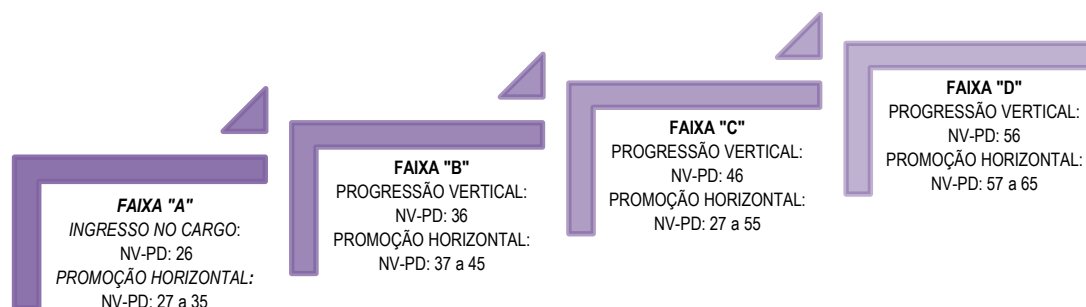 FAIXA "A"
INGRESSO NO CARGO:
NV-PD: 26
PROMOÇÃO HORIZONTAL:
NV-PD: 27 a 35
FAIXA "B"
PROGRESSÃO VERTICAL:
NV-PD: 36
PROMOÇÃO HORIZONTAL:
NV-PD: 37 a 45
FAIXA "C"
PROGRESSÃO VERTICAL:
NV-PD: 46
PROMOÇÃO HORIZONTAL:
NV-PD: 27 a 55
FAIXA "D"
PROGRESSÃO VERTICAL:
NV-PD: 56
PROMOÇÃO HORIZONTAL:
NV-PD: 57 a 65